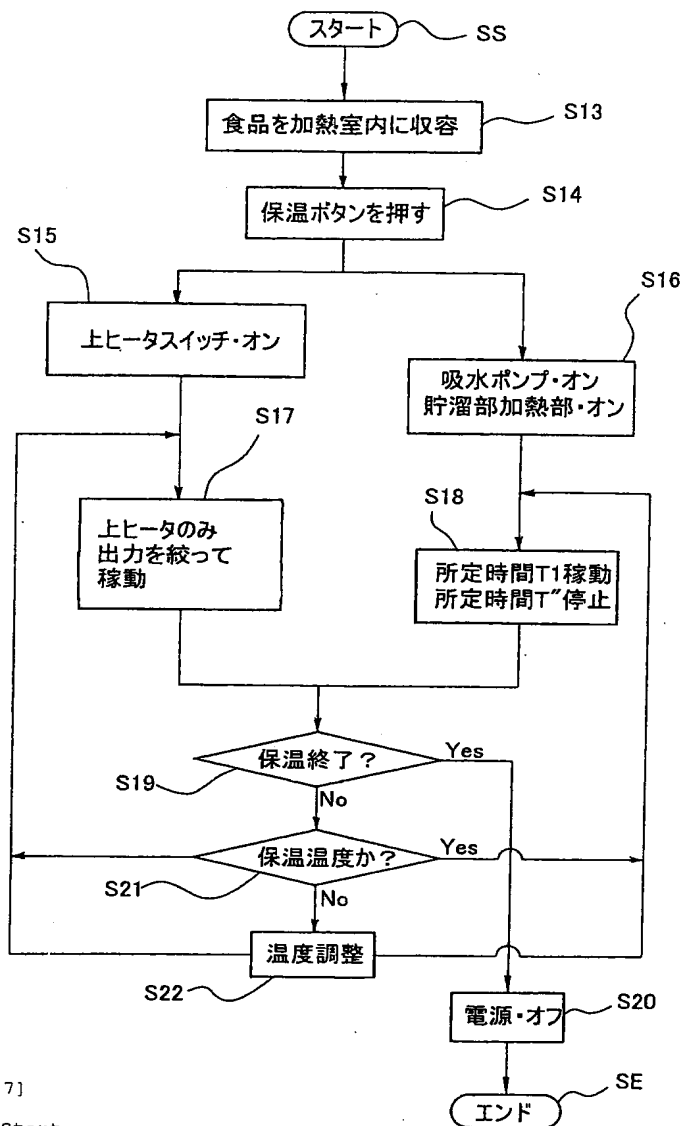 スタート
SS
食品を加熱室内に収容
S13
保温ボタンを押す
S14
S15
上ヒータスイッチ・オン
S16
吸水ポンプ・オン
貯溜部加熱部・オン
S17
上ヒータのみ
出力を絞って
稼動
S18
所定時間T1稼動
所定時間T"停止
保温終了?
Yes
S19
No
保温温度か?
Yes
S21
No
温度調整
S22
電源・オフ
S20
エンド
SE
7]